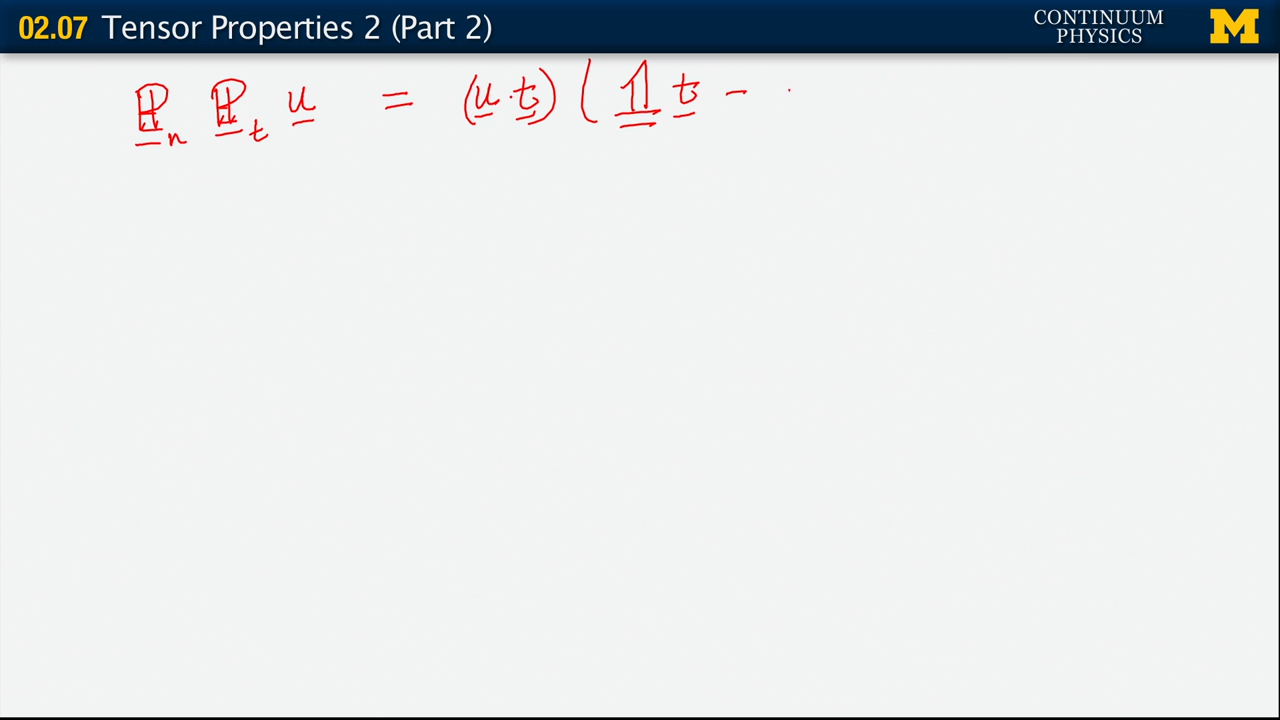 02.07 Tensor Properties 2 (Part 2)
CONTINUUM
PHYSICS
M
ℙ_n ℙ_t u = (u · t) ( 𝟙 t -